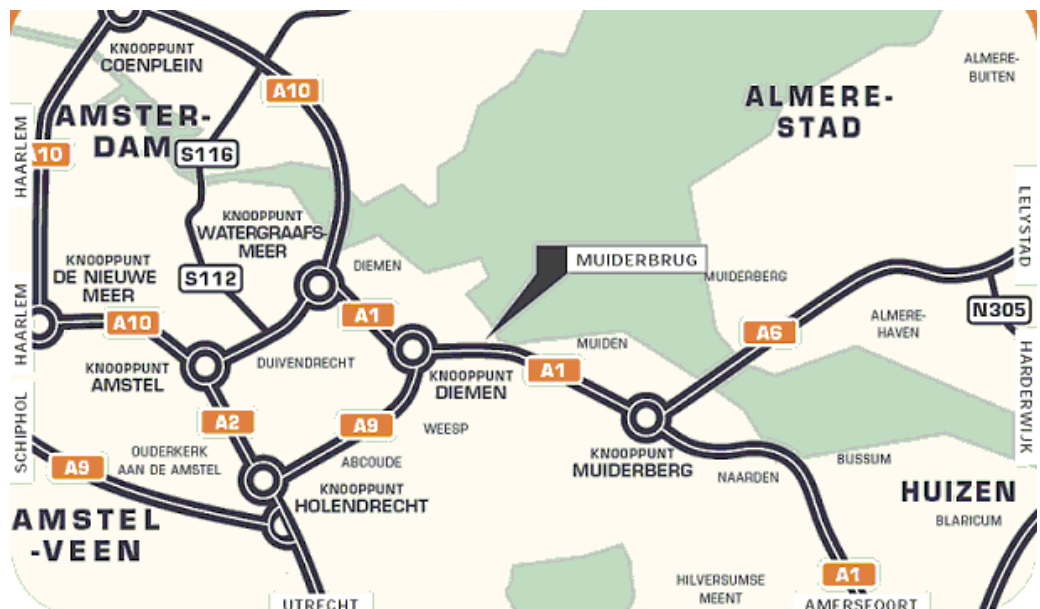 KNOOPPUNT
COENPLEIN
ALMERE-
BUITEN
A10
ALMERE-
STAD
AMSTER-
DAM
HAARLEM
A10
S116
LELYSTAD
KNOOPPUNT
WATERGRAAFS-
MEER
KNOOPPUNT
DE NIEUWE
MEER
DIEMEN
MUIDERBRUG
MUIDERBERG
S112
HAARLEM
A10
A1
N305
ALMERE-
HAVEN
A6
MUIDEN
DUIVENDRECHT
KNOOPPUNT
AMSTEL
A1
KNOOPPUNT
DIEMEN
HARDERWIJK
SCHIPHOL
A2
A9
WEESP
OUDERKERK
AAN DE AMSTEL
ABCOUDE
KNOOPPUNT
MUIDERBERG
BUSSUM
NAARDEN
A9
KNOOPPUNT
HOLENDRECHT
HUIZEN
BLARICUM
AMSTEL
-VEEN
A1
HILVERSUMSE
MEENT
UTRECHT
AMERSFOORT